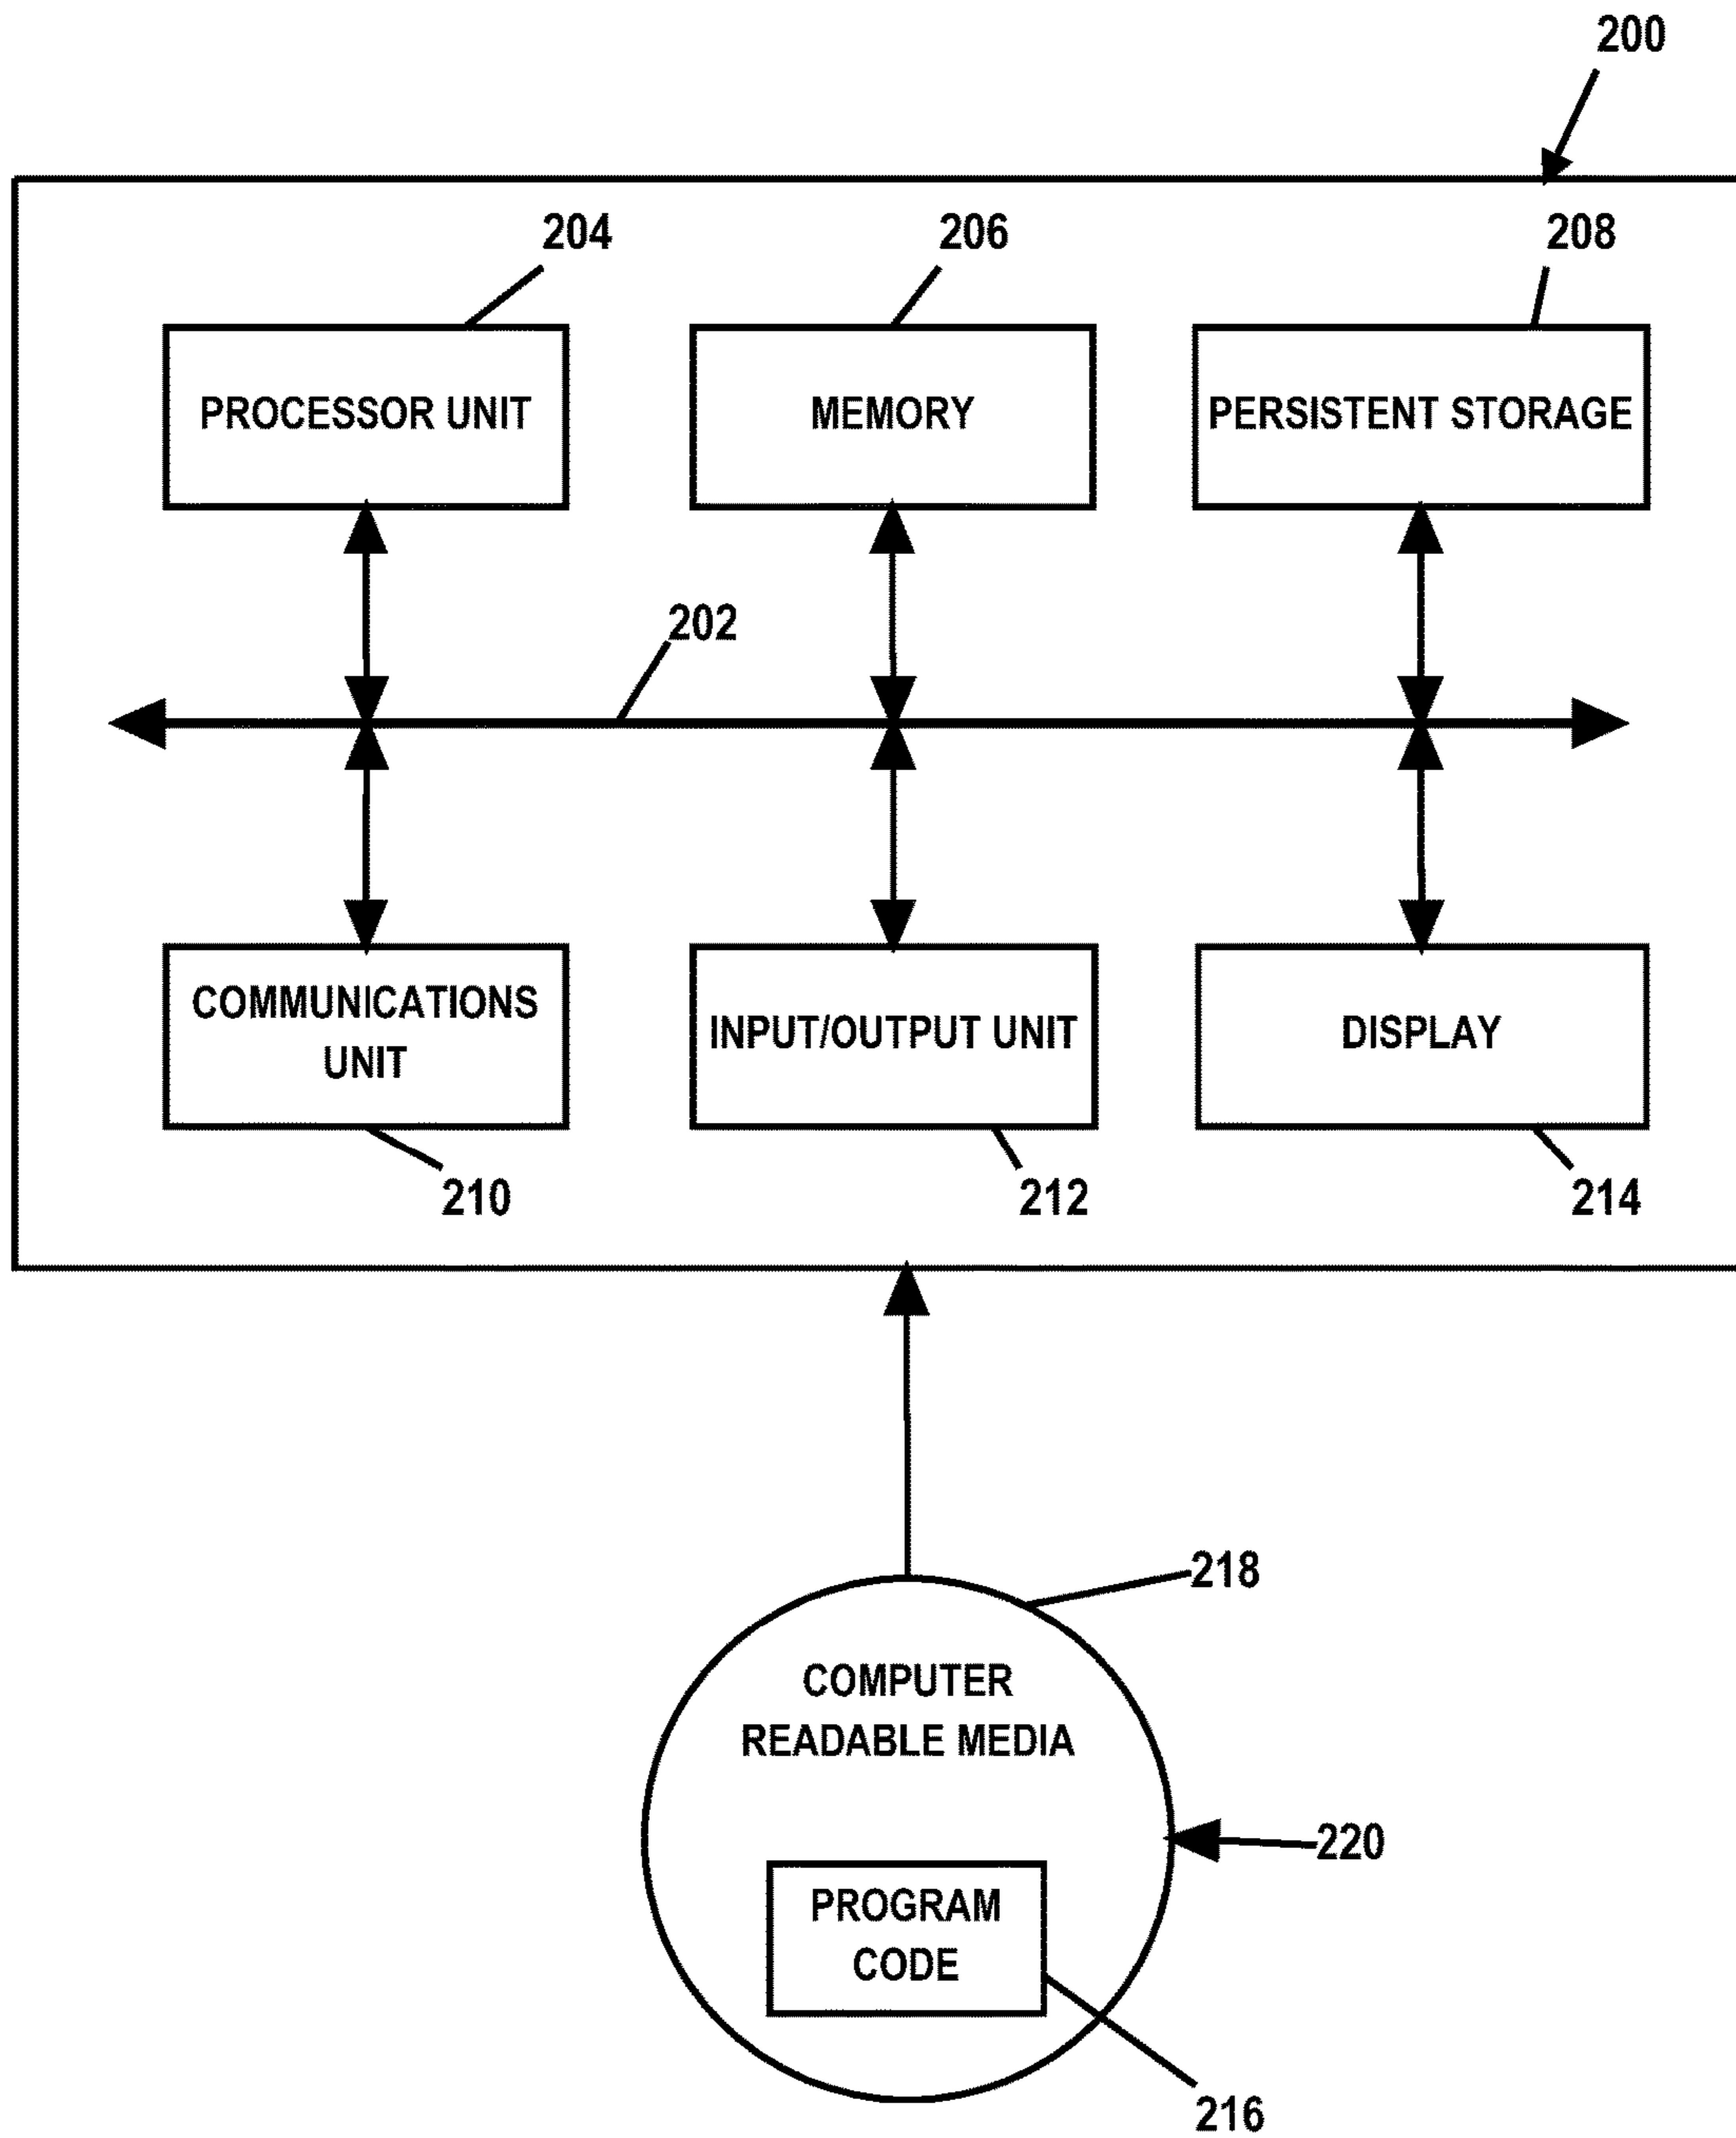 200
204
206
208
PROCESSOR UNIT
MEMORY
PERSISTENT STORAGE
202
COMMUNICATIONS
UNIT
INPUT/OUTPUT UNIT
DISPLAY
210
212
214
218
COMPUTER
READABLE MEDIA
220
PROGRAM
CODE
216